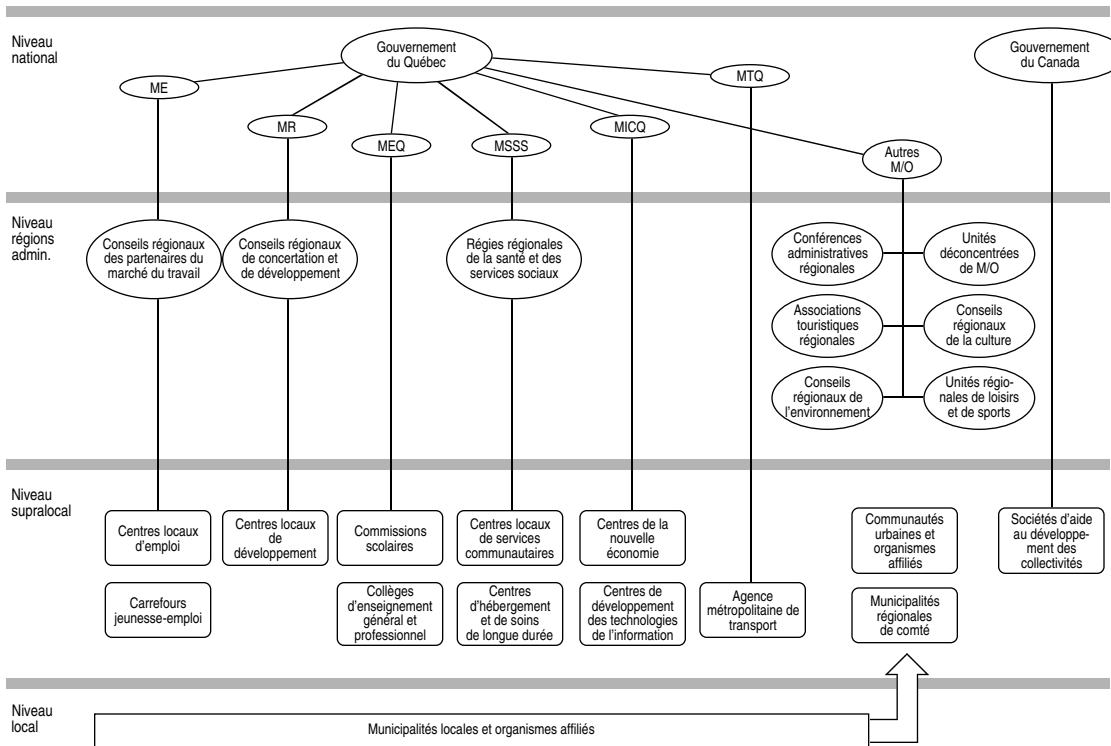 Niveau
national
Gouvernement
du Québec
Gouvernement
du Canada
ME
MTQ
MR
MEQ
MSSS
MICQ
Autres
M/O
Niveau
régions
admin.
Conseils régionaux
des partenaires du
marché du travail
Conseils régionaux
de concertation et
de développement
Régies régionales
de la santé et des
services sociaux
Conférences
administratives
régionales
Unités
déconcentrées
de M/O
Associations
touristiques
régionales
Conseils
régionaux
de la culture
Conseils
régionaux de
l'environnement
Unités régio-
nales de loisirs
et de sports
Niveau
supralocal
Centres locaux
d'emploi
Centres locaux
de
développement
Commissions
scolaires
Centres locaux
de services
communautaires
Centres de la
nouvelle
économie
Communautés
urbaines et
organismes
affiliés
Sociétés d'aide
au développe-
ment des
collectivités
Carrefours
jeunesse-emploi
Collèges
d'enseignement
général et
professionnel
Centres
d'hébergement
et de soins
de longue durée
Centres de
développement
des technologies
de l'information
Agence
métropolitaine de
transport
Municipalités
régionales
de comté
Niveau
local
Municipalités locales et organismes affiliés